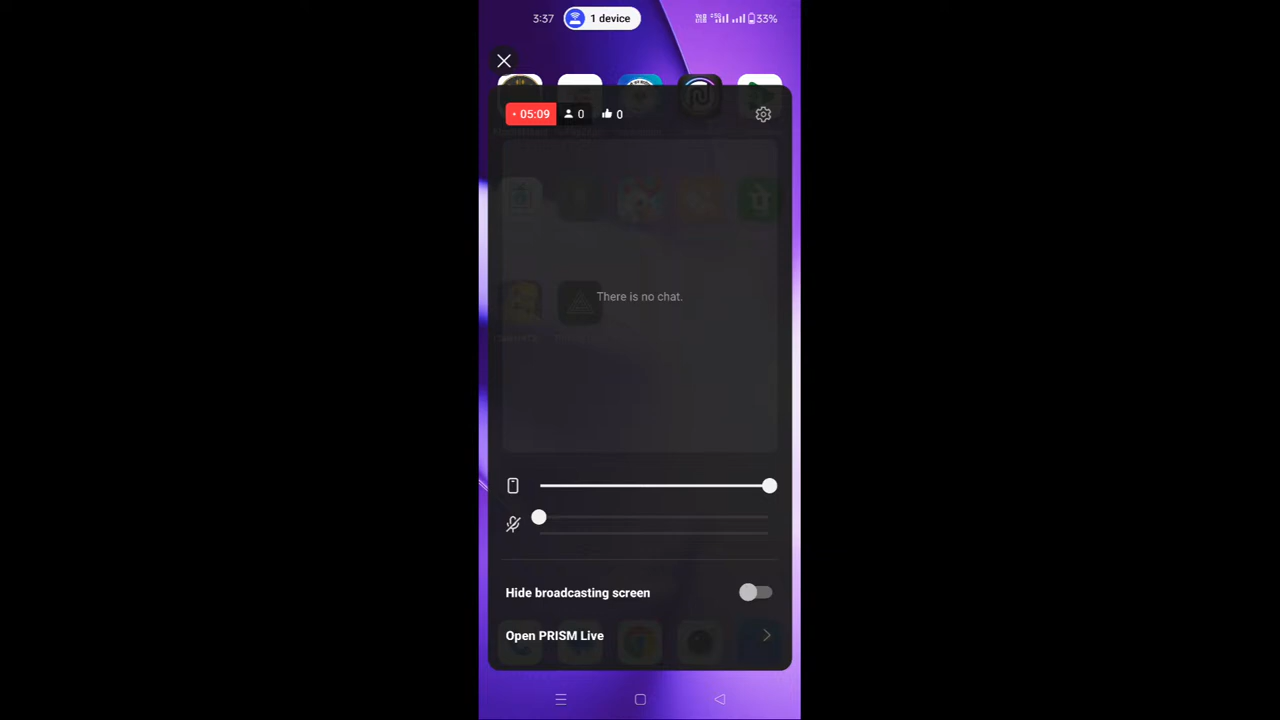 3:37 1 device 33%
05:09 0 0
There is no chat.
Hide broadcasting screen
Open PRISM Live